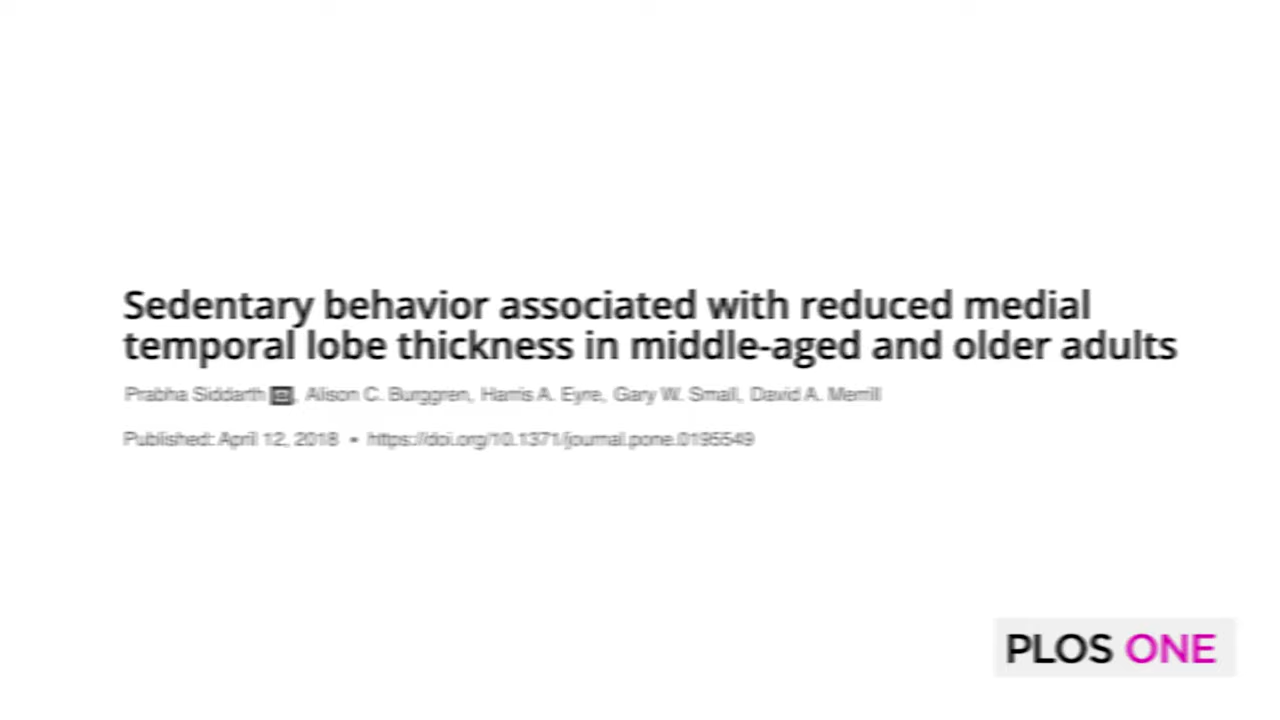 Sedentary behavior associated with reduced medial
temporal lobe thickness in middle-aged and older adults
Prabha Siddarth , Alison C. Burggren, Harris A. Eyre, Gary W. Small, David A. Merrill
Published: April 12, 2018 • https://doi.org/10.1371/journal.pone.0195549
PLOS ONE